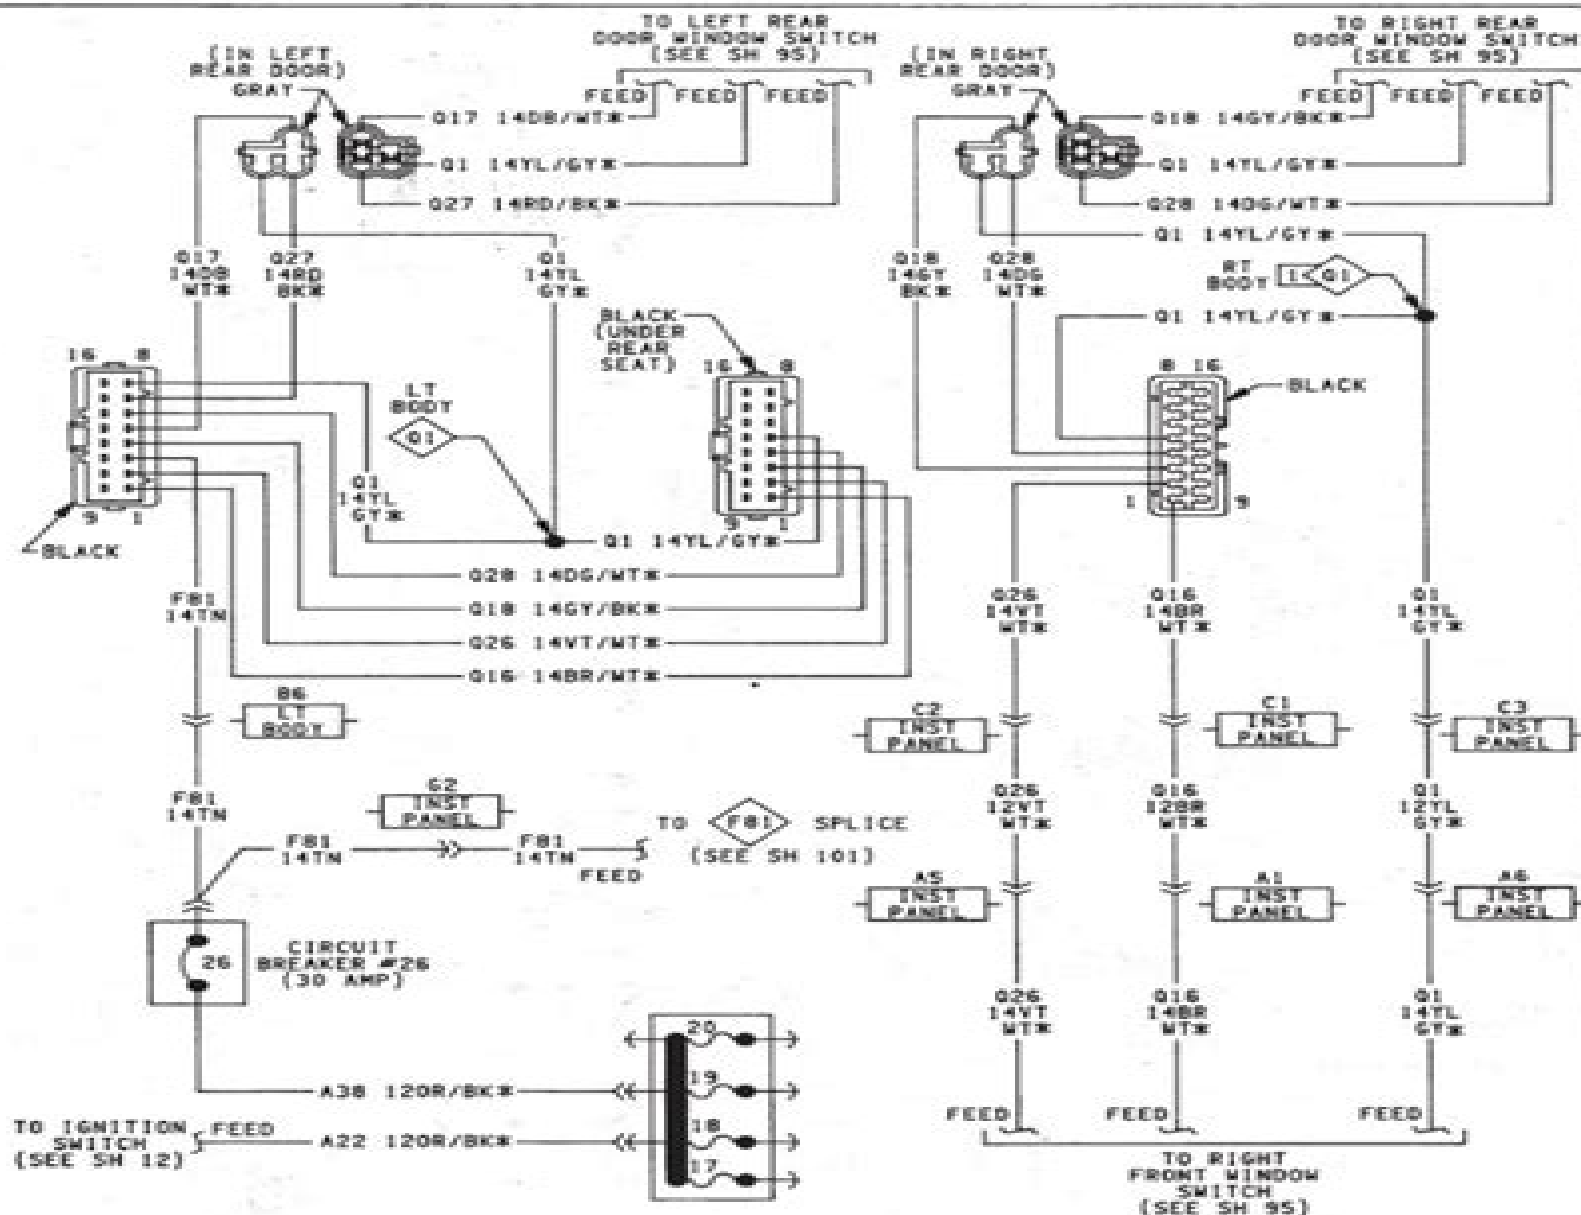 TO LEFT REAR
DOOR WINDOW SWITCH
(SEE SH 95)
TO RIGHT REAR
DOOR WINDOW SWITCH
(SEE SH 95)
(IN LEFT
REAR DOOR)
GRAY
FEED FEED FEED
(IN RIGHT
REAR DOOR)
GRAY
FEED FEED FEED
Q17 14DB/WT*
Q1 14YL/GY*
Q27 14RD/BK*
Q18 14GY/BK*
Q1 14YL/GY*
Q28 14DG/WT*
Q1 14YL/GY*
Q17
14DB
WT*
Q27
14RD
BK*
Q1
14YL
GY*
Q18
14GY
BK*
Q28
14DG
WT*
RT
BODY
1
Q1
Q1 14YL/GY*
BLACK
(UNDER
REAR
SEAT)
16 8
16 8
8 16
BLACK
LT
BODY
Q1
Q1
14YL
GY*
9 1
BLACK
9 1
1 9
Q1 14YL/GY*
Q28 14DG/WT*
Q18 14GY/BK*
Q26 14VT/WT*
Q16 14BR/WT*
F81
14TN
Q26
14VT
WT*
Q16
14BR
WT*
Q1
14YL
GY*
B6
LT
BODY
C2
INST
PANEL
C1
INST
PANEL
C3
INST
PANEL
F81
14TN
G2
INST
PANEL
Q26
12VT
WT*
Q16
12BR
WT*
Q1
12YL
GY*
F81
14TN
F81
14TN
FEED
TO F81 SPLICE
(SEE SH 101)
A5
INST
PANEL
A1
INST
PANEL
A6
INST
PANEL
26
CIRCUIT
BREAKER #26
(30 AMP)
Q26
14VT
WT*
Q16
14BR
WT*
Q1
14YL
GY*
20
19
18
17
A38 12OR/BK*
TO IGNITION
SWITCH
(SEE SH 12)
FEED
A22 12OR/BK*
FEED FEED FEED
TO RIGHT
FRONT WINDOW
SWITCH
(SEE SH 95)